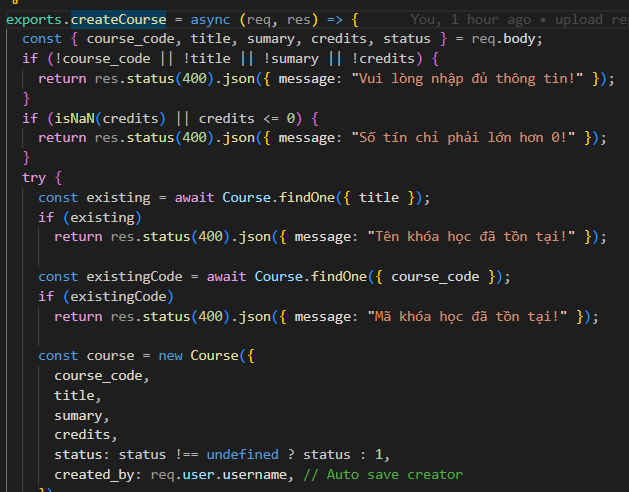 exports.createCourse = async (req, res) => {        You, 1 hour ago • upload re
  const { course_code, title, sumary, credits, status } = req.body;
  if (!course_code || !title || !sumary || !credits) {
    return res.status(400).json({ message: "Vui lòng nhập đủ thông tin!" });
  }
  if (isNaN(credits) || credits <= 0) {
    return res.status(400).json({ message: "Số tín chỉ phải lớn hơn 0!" });
  }
  try {
    const existing = await Course.findOne({ title });
    if (existing)
      return res.status(400).json({ message: "Tên khóa học đã tồn tại!" });
    const existingCode = await Course.findOne({ course_code });
    if (existingCode)
      return res.status(400).json({ message: "Mã khóa học đã tồn tại!" });
    const course = new Course({
      course_code,
      title,
      sumary,
      credits,
      status: status !== undefined ? status : 1,
      created_by: req.user.username, // Auto save creator
    })